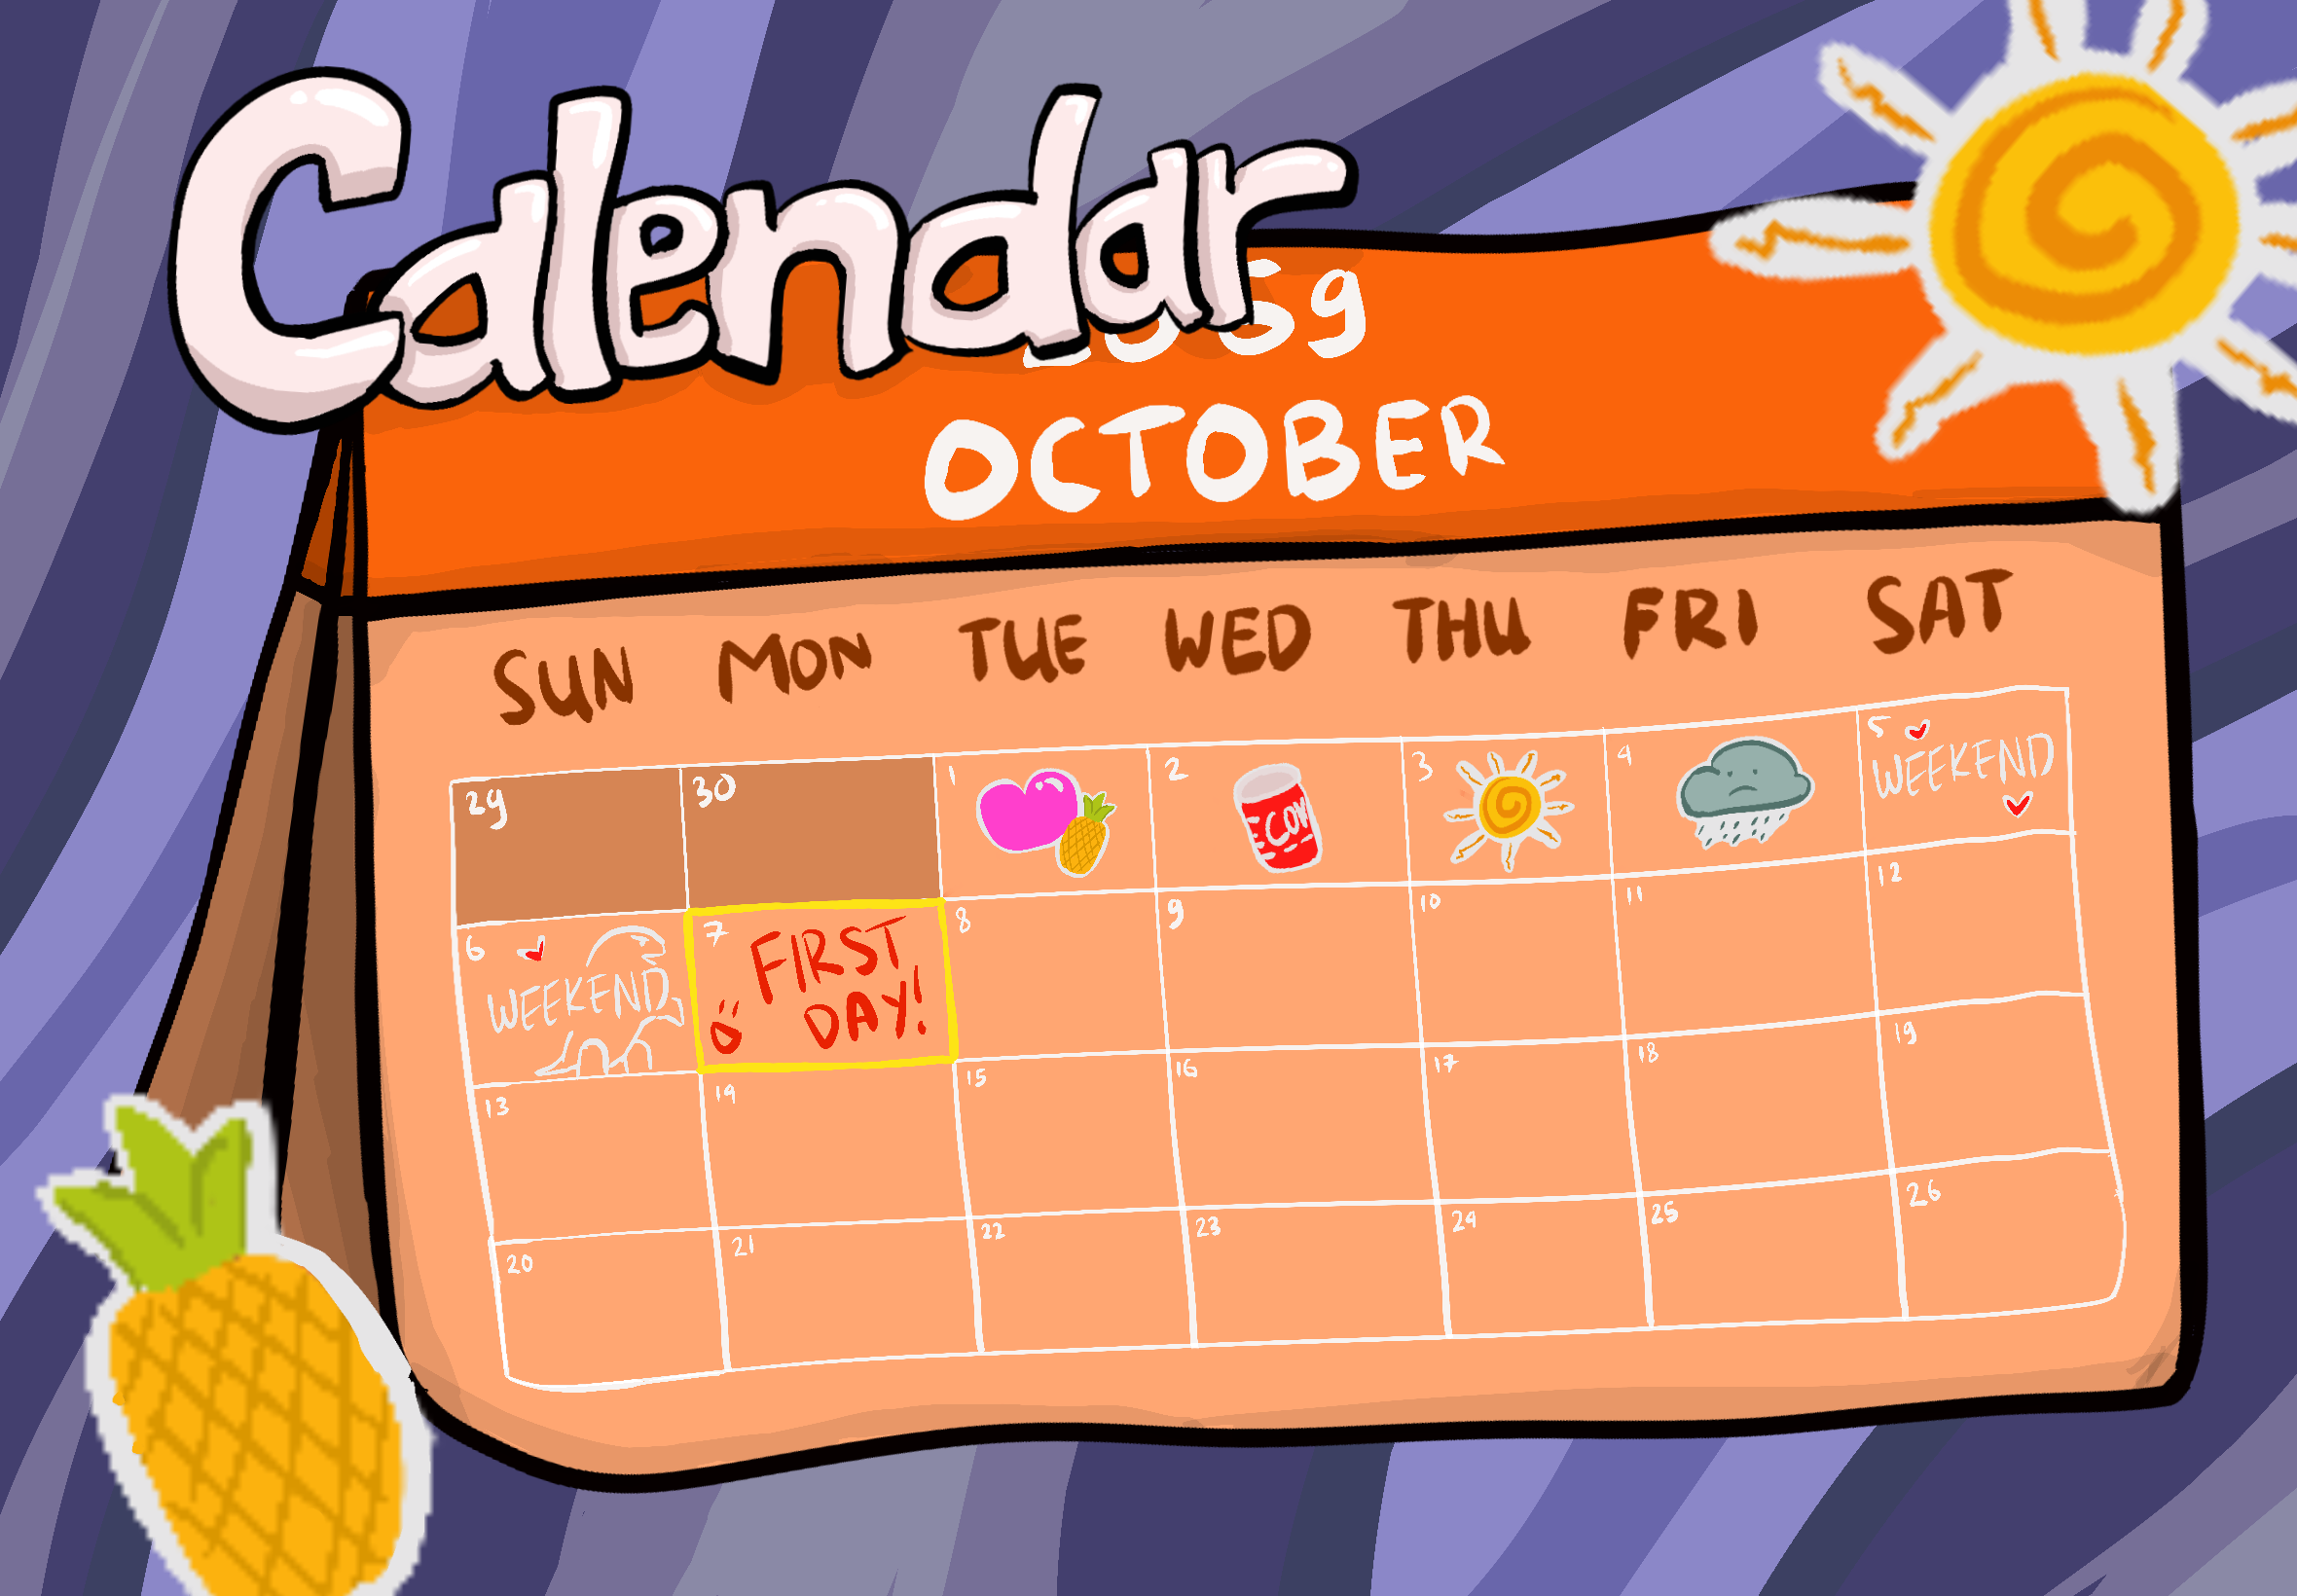 Calendar
OCTOBER
SUN MON TUE WED THU FRI SAT
29 30 1 2 3 4 5
COW
WEEKEND
6 7 8 9 10 11 12
WEEKEND
FIRST
DAY!
13 14 15 16 17 18 19
20 21 22 23 24 25 26